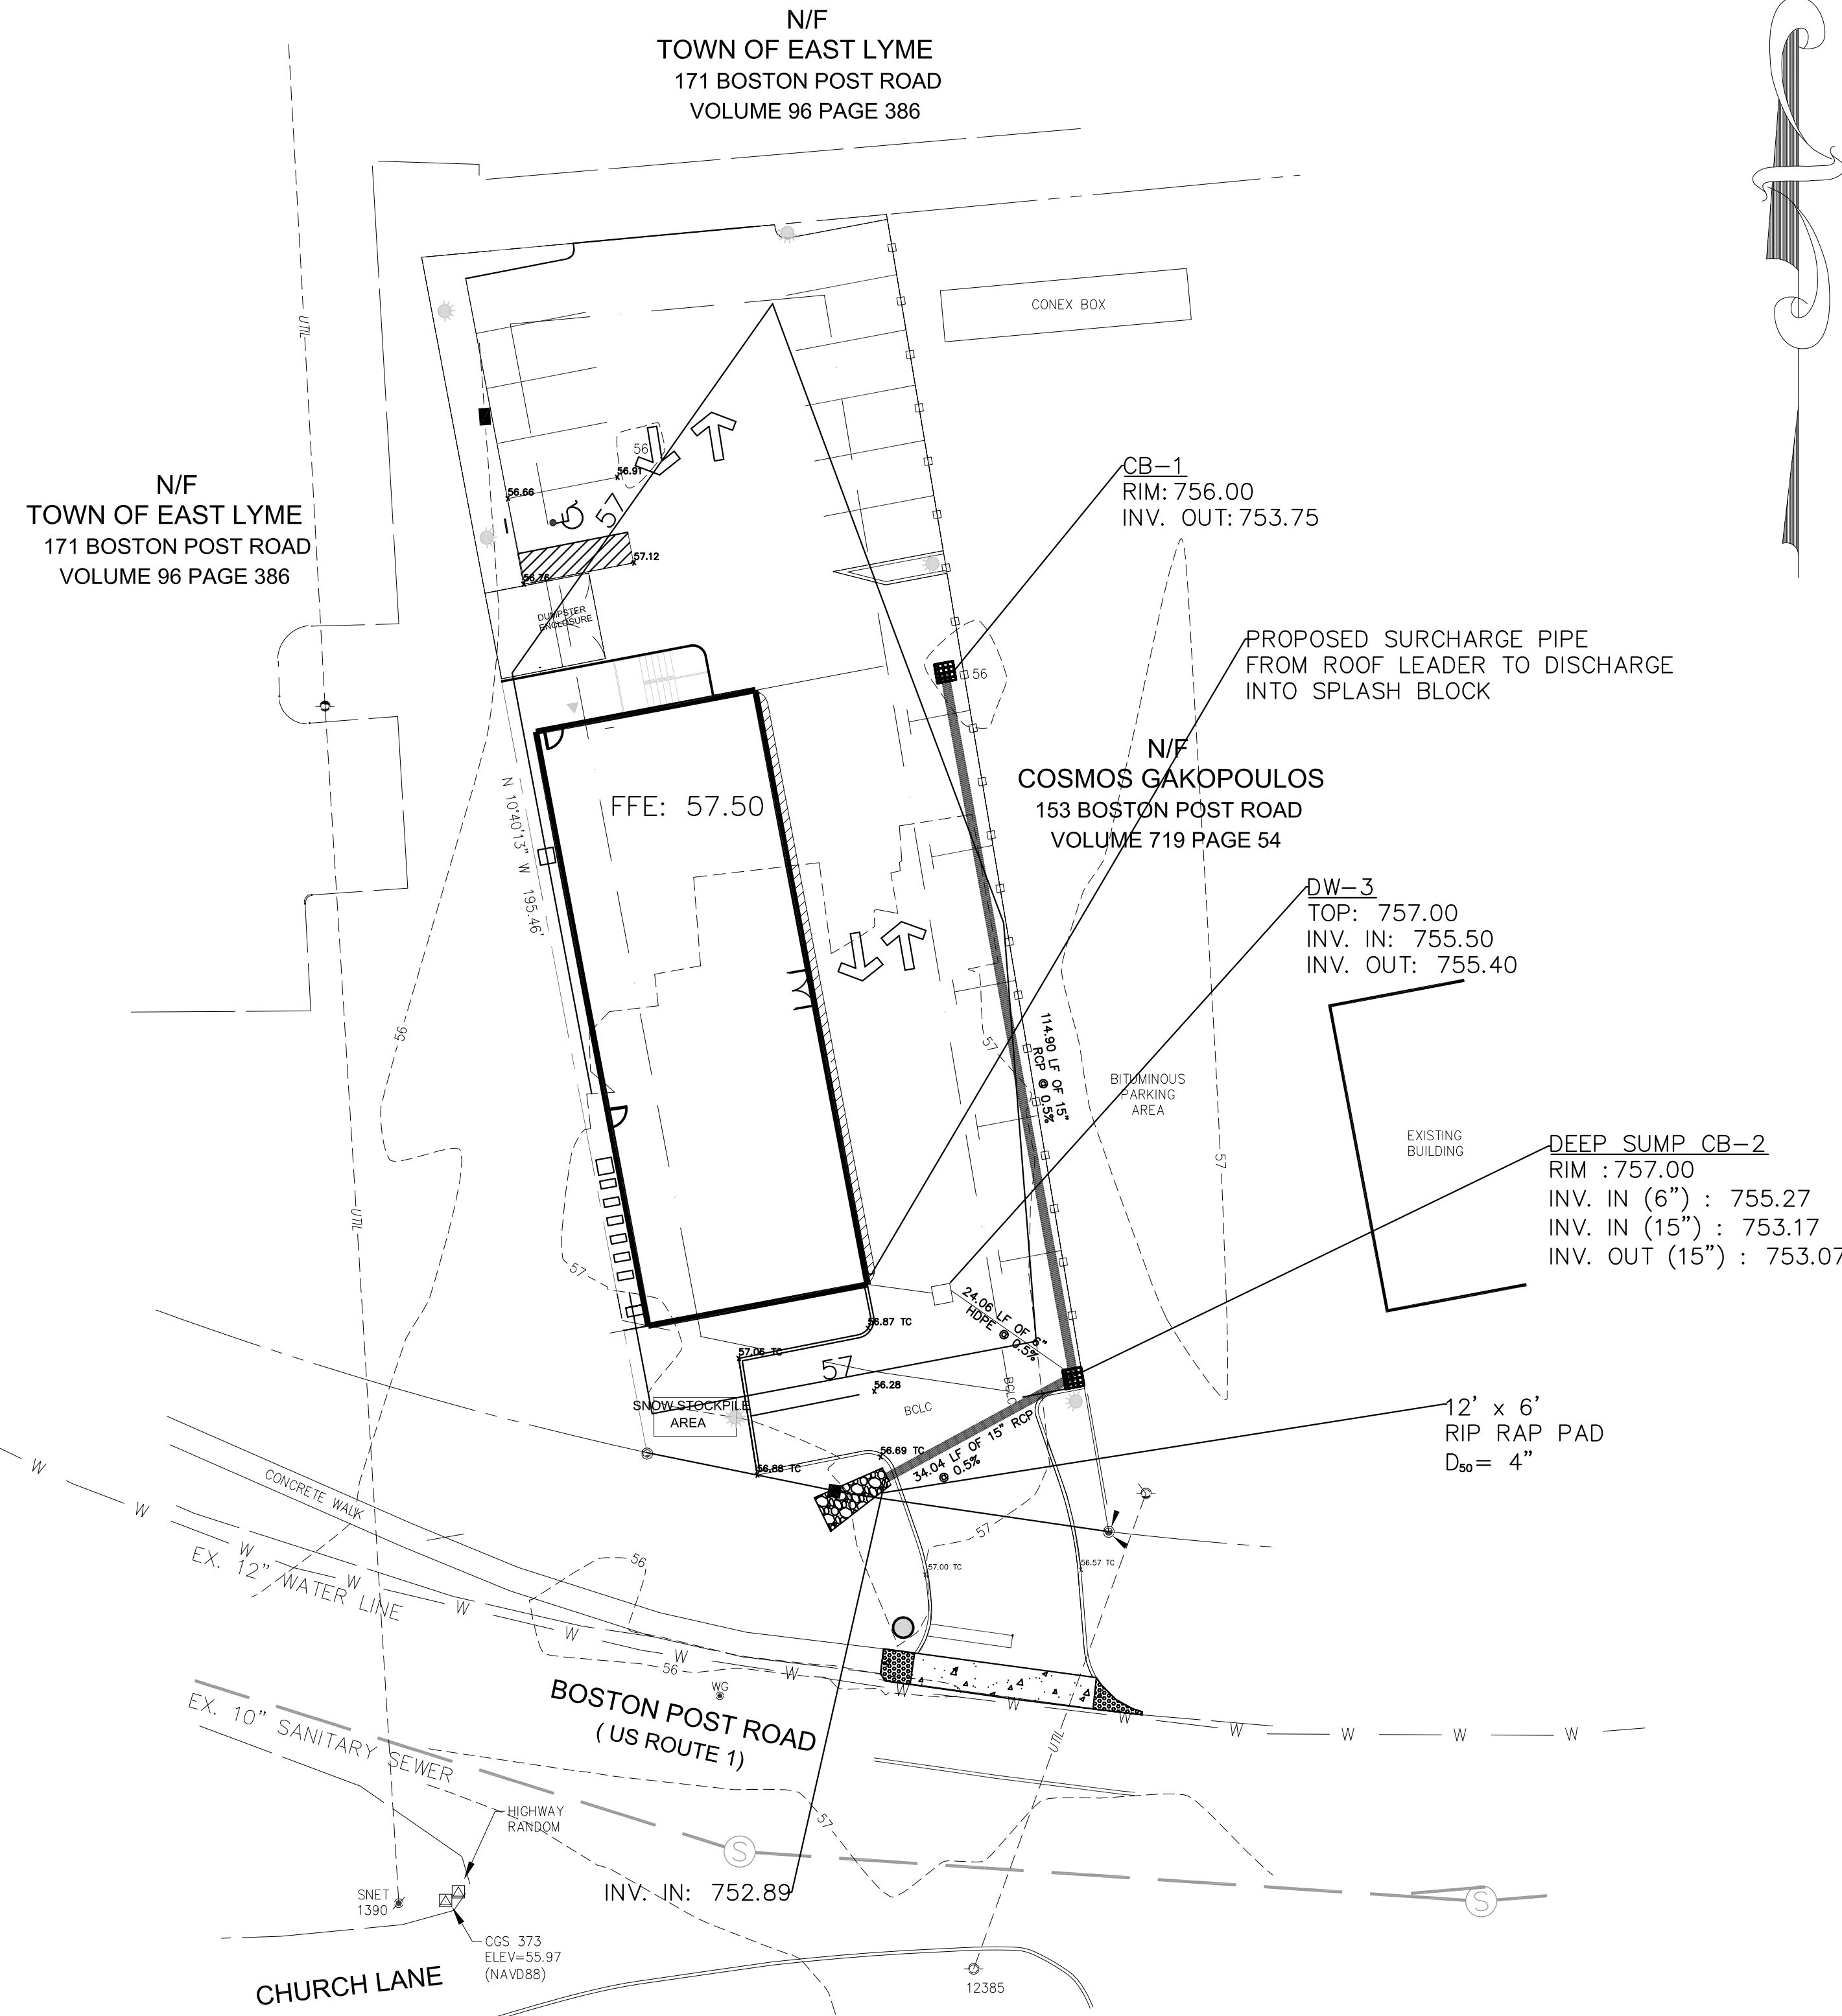 N/F
TOWN OF EAST LYME
171 BOSTON POST ROAD
VOLUME 96 PAGE 386
UTIL
CONEX BOX
56
56.91
56.66
57
57.12
56.76
DUMPSTER
ENCLOSURE
N/F
TOWN OF EAST LYME
171 BOSTON POST ROAD
VOLUME 96 PAGE 386
CB-1
RIM: 756.00
INV. OUT: 753.75
PROPOSED SURCHARGE PIPE
FROM ROOF LEADER TO DISCHARGE
INTO SPLASH BLOCK
56
N/F
COSMOS GAKOPOULOS
153 BOSTON POST ROAD
VOLUME 719 PAGE 54
FFE: 57.50
N 10°40'13" W 195.46'
DW-3
TOP: 757.00
INV. IN: 755.50
INV. OUT: 755.40
56
57
114.90 LF OF 15"
RCP @ 0.5%
BITUMINOUS
PARKING
AREA
EXISTING
BUILDING
57
DEEP SUMP CB-2
RIM : 757.00
INV. IN (6") : 755.27
INV. IN (15") : 753.17
INV. OUT (15") : 753.07
UTIL
57
24.06 LF OF 6"
HDPE @ 0.5%
56.87 TC
57.06 TC
57
56.28
BCLC
BCLC
SNOW STOCKPILE
AREA
56.69 TC
56.88 TC
34.04 LF OF 15" RCP
@ 0.5%
12' x 6'
RIP RAP PAD
D50= 4"
W
W
CONCRETE WALK
W
W
EX. 12" WATER LINE
W
W
W
W
W
W
W
W
W
W
W
56
57
57.00 TC
56.57 TC
56
WG
BOSTON POST ROAD
( US ROUTE 1)
EX. 10" SANITARY SEWER
UTIL
57
HIGHWAY
RANDOM
S
S
INV. IN: 752.89
SNET
1390
CGS 373
ELEV=55.97
(NAVD88)
CHURCH LANE
12385